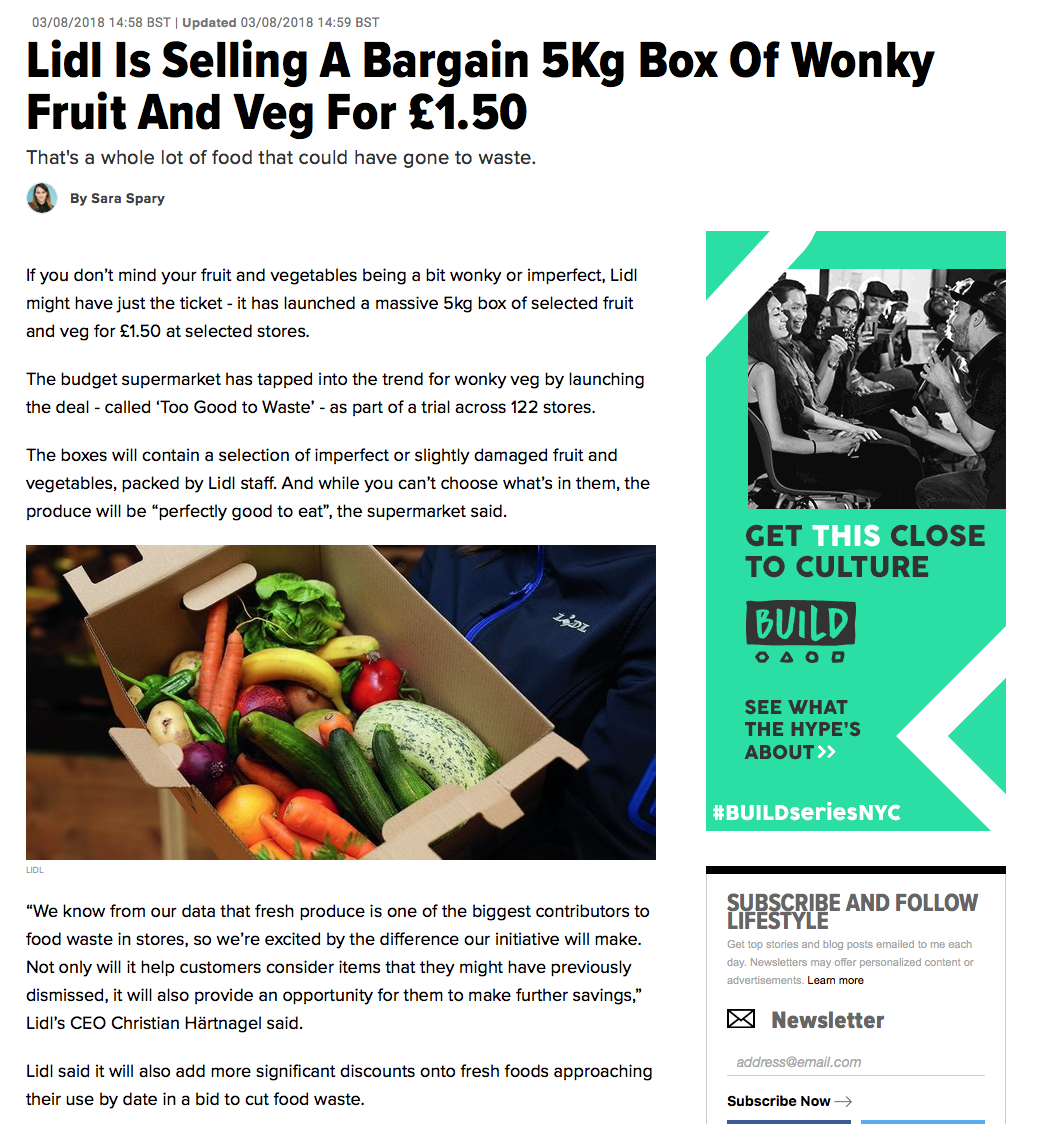 03/08/2018 14:58 BST | Updated 03/08/2018 14:59 BST
Lidl Is Selling A Bargain 5Kg Box Of Wonky
Fruit And Veg For £1.50
That's a whole lot of food that could have gone to waste.
By Sara Spary
If you don’t mind your fruit and vegetables being a bit wonky or imperfect, Lidl
might have just the ticket - it has launched a massive 5kg box of selected fruit
and veg for £1.50 at selected stores.
The budget supermarket has tapped into the trend for wonky veg by launching
the deal - called ‘Too Good to Waste’ - as part of a trial across 122 stores.
The boxes will contain a selection of imperfect or slightly damaged fruit and
vegetables, packed by Lidl staff. And while you can’t choose what’s in them, the
produce will be “perfectly good to eat”, the supermarket said.
LIDL
LIDL
“We know from our data that fresh produce is one of the biggest contributors to
food waste in stores, so we’re excited by the difference our initiative will make.
Not only will it help customers consider items that they might have previously
dismissed, it will also provide an opportunity for them to make further savings,”
Lidl’s CEO Christian Härtnagel said.
Lidl said it will also add more significant discounts onto fresh foods approaching
their use by date in a bid to cut food waste.
GET THIS CLOSE
TO CULTURE
BUILD
SEE WHAT
THE HYPE'S
ABOUT>>
#BUILDseriesNYC
SUBSCRIBE AND FOLLOW
LIFESTYLE
Get top stories and blog posts emailed to me each
day. Newsletters may offer personalized content or
advertisements. Learn more
Newsletter
address@email.com
Subscribe Now →